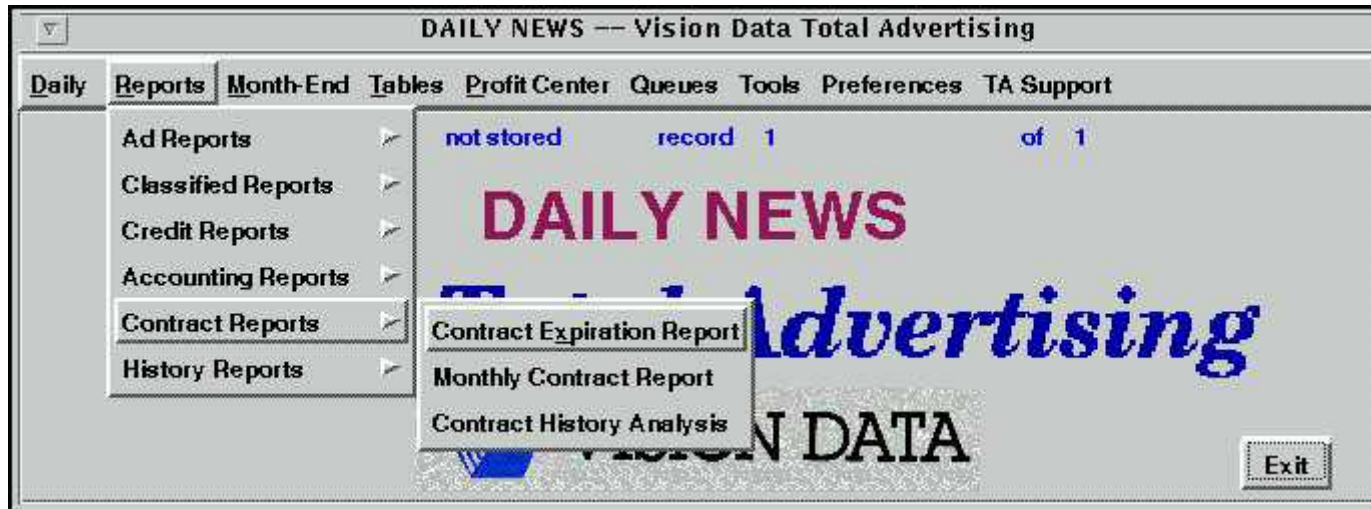 DAILY NEWS -- Vision Data Total Advertising
Daily Reports Month-End Tables Profit Center Queues Tools Preferences TA Support
Ad Reports
Classified Reports
Credit Reports
Accounting Reports
Contract Reports
History Reports
Contract Expiration Report
Monthly Contract Report
Contract History Analysis
not stored record 1 of 1
DAILY NEWS
Total Advertising
VISION DATA
Exit